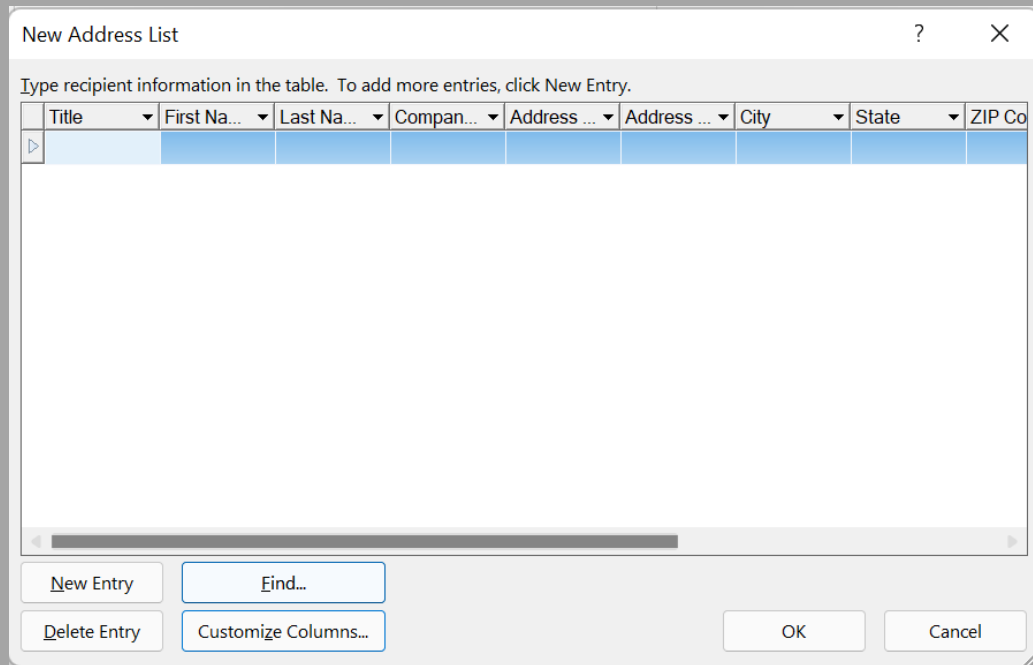 New Address List ?
Type recipient information in the table. To add more entries, click New Entry.
Title First Na... Last Na... Compan... Address ... Address ... City State ZIP Co
New Entry Find...
Delete Entry Customize Columns... OK Cancel